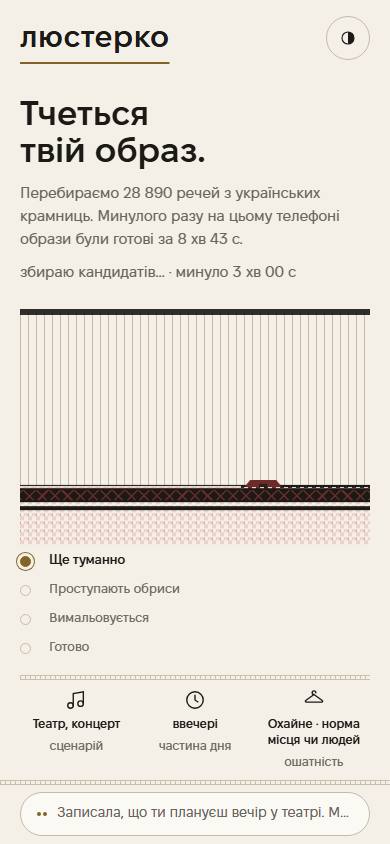 люстерко
Тчеться
твій образ.
Перебираємо 28 890 речей з українських
крамниць. Минулого разу на цьому телефоні
образи були готові за 8 хв 43 с.
збираю кандидатів… · минуло 3 хв 00 с
Ще туманно
Проступають обриси
Вимальовується
Готово
Театр, концерт
сценарій
ввечері
частина дня
Охайне · норма
місця чи людей
ошатність
Записала, що ти плануєш вечір у театрі. М…